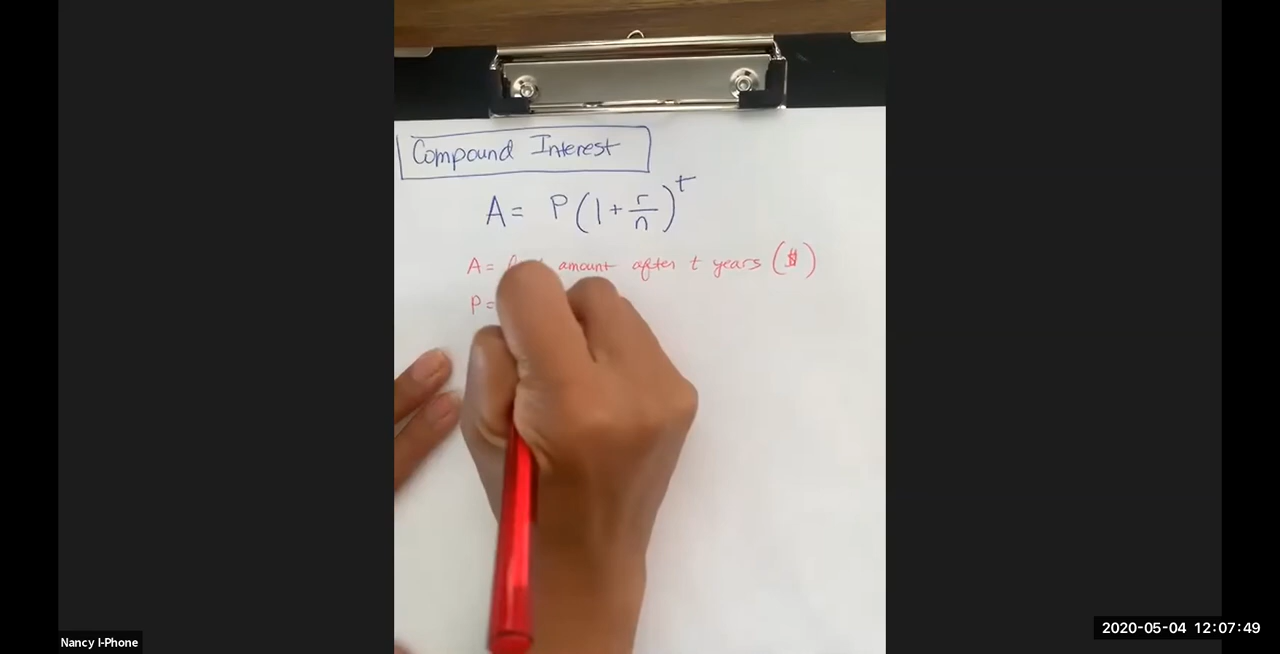 Compound Interest
A = P(1 + r/n)^t
A = amount after t years ($)
P =
Nancy I-Phone
2020-05-04 12:07:49